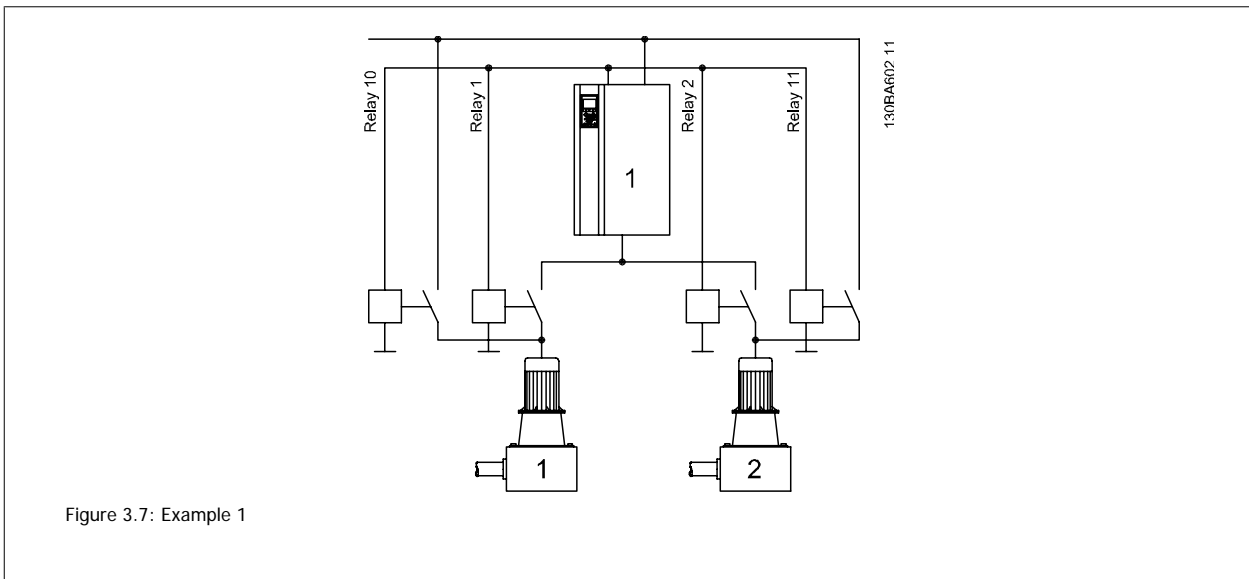 Relay 10
Relay 1
Relay 2
Relay 11
130BA602.11
1
1
2
Figure 3.7: Example 1